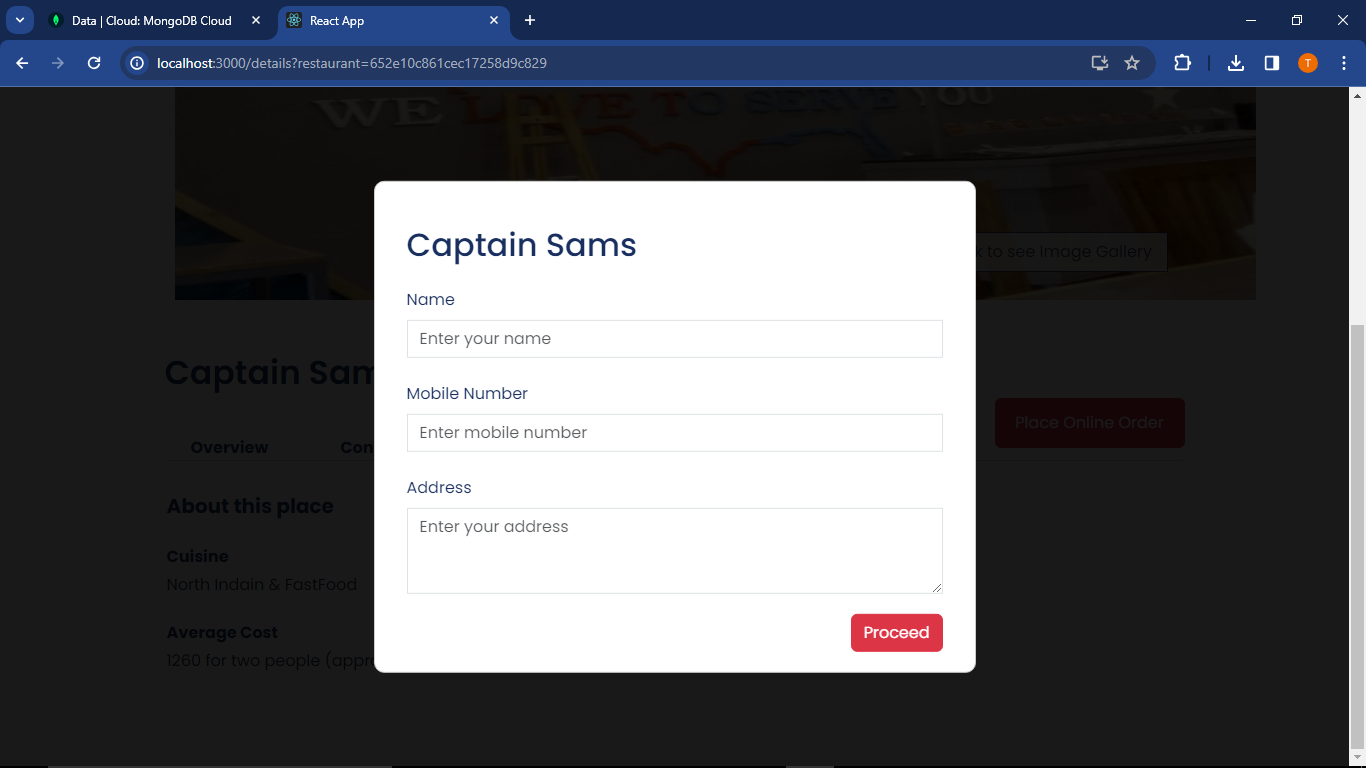 Data | Cloud: MongoDB Cloud
React App
localhost:3000/details?restaurant=652e10c861cec17258d9c829
T
WE LOVE TO SERVE YOU
k to see Image Gallery
Captain Sams
Name
Enter your name
Mobile Number
Enter mobile number
Address
Enter your address
Proceed
Captain Sam
Place Online Order
Overview
Con
About this place
Cuisine
North Indain & FastFood
Average Cost
1260 for two people (appr